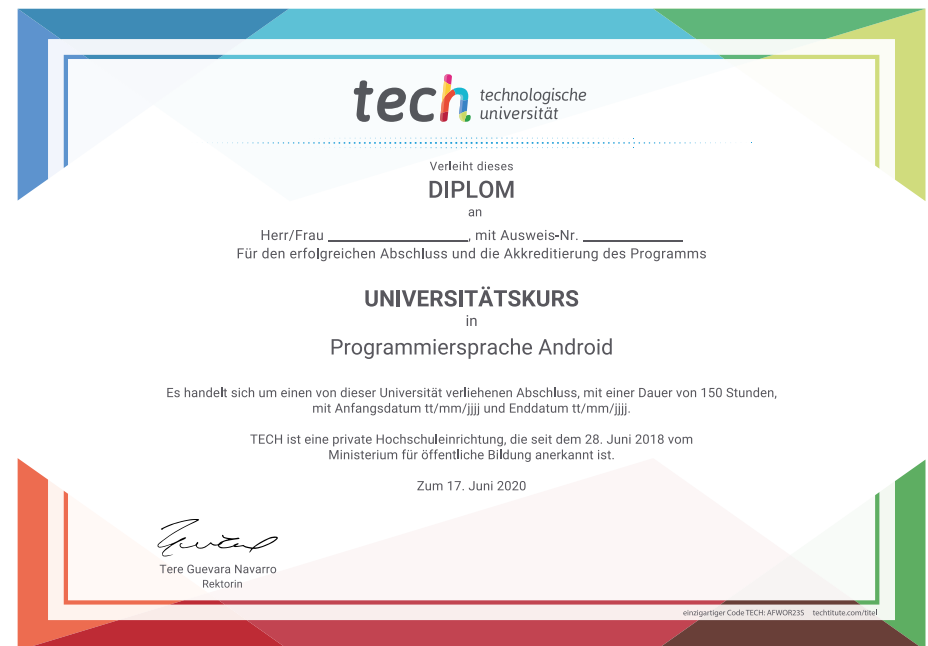 tech technologische
universität
Verleiht dieses
DIPLOM
an
Herr/Frau ____________________, mit Ausweis-Nr. ______________
Für den erfolgreichen Abschluss und die Akkreditierung des Programms
UNIVERSITÄTSKURS
in
Programmiersprache Android
Es handelt sich um einen von dieser Universität verliehenen Abschluss, mit einer Dauer von 150 Stunden,
mit Anfangsdatum tt/mm/jjjj und Enddatum tt/mm/jjjj.
TECH ist eine private Hochschuleinrichtung, die seit dem 28. Juni 2018 vom
Ministerium für öffentliche Bildung anerkannt ist.
Zum 17. Juni 2020
Tere Guevara Navarro
Rektorin
einzigartiger Code TECH: AFWOR23S techtitute.com/titel